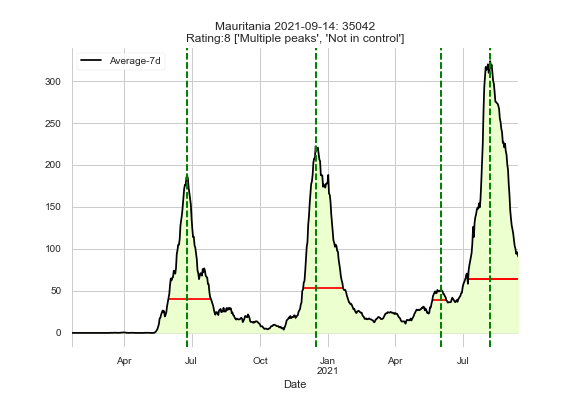 Mauritania 2021-09-14: 35042
Rating:8 ['Multiple peaks', 'Not in control']
Average-7d
300
250
200
150
100
50
0
Apr Jul Oct Jan Apr Jul
2021
Date